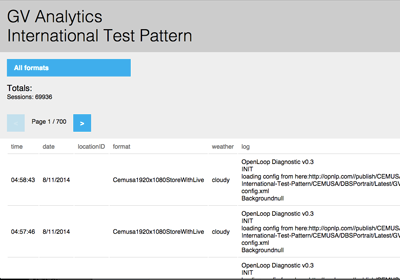 GV Analytics
International Test Pattern
All formats
Totals:
Sessions: 69936
< Page 1 / 700 >
time date locationID format weather log
OpenLoop Diagnostic v0.3
INIT
loading config from here:http://opnlp.com//publish/CEMUSA
04:58:43 8/11/2014 Cemusa1920x1080StoreWithLive cloudy International-Test-Pattern/CEMUSA/DBSPortrait/Latest/GV
config.xml
Backgroundnull
OpenLoop Diagnostic v0.3
INIT
loading config from here:http://opnlp.com//publish/CEMUSA
04:57:46 8/11/2014 Cemusa1920x1080StoreWithLive cloudy International-Test-Pattern/CEMUSA/DBSPortrait/Latest/GV
config.xml
Backgroundnull
OpenLoop Diagnostic v0.3
INIT